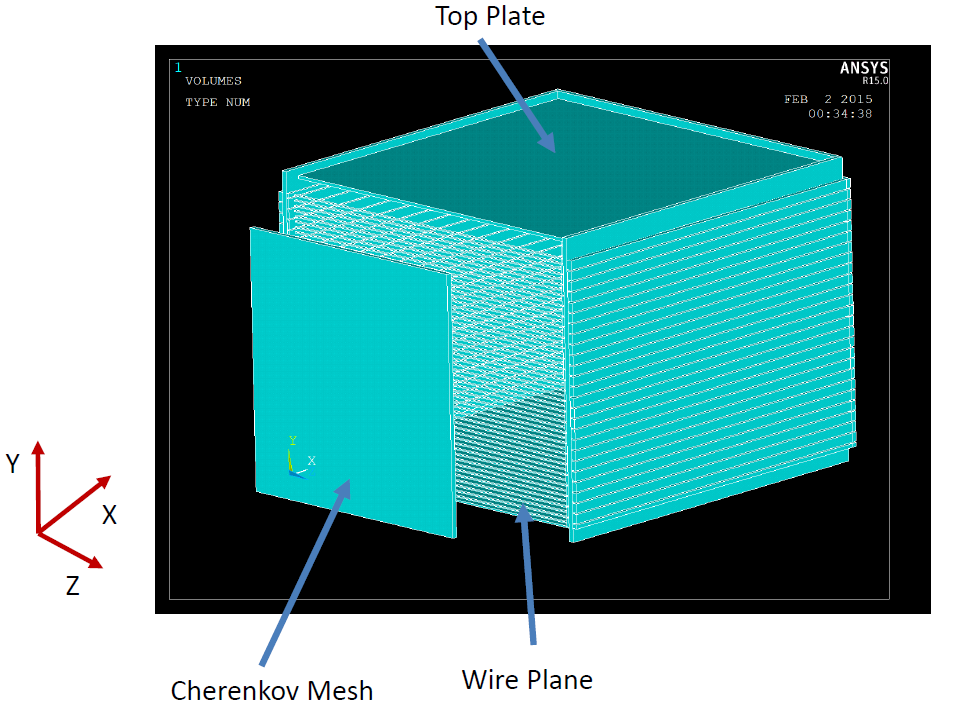 Top Plate
1
VOLUMES
TYPE NUM
ANSYS
R15.0
FEB 2 2015
00:34:38
Y
X
Y
X
Z
Cherenkov Mesh
Wire Plane